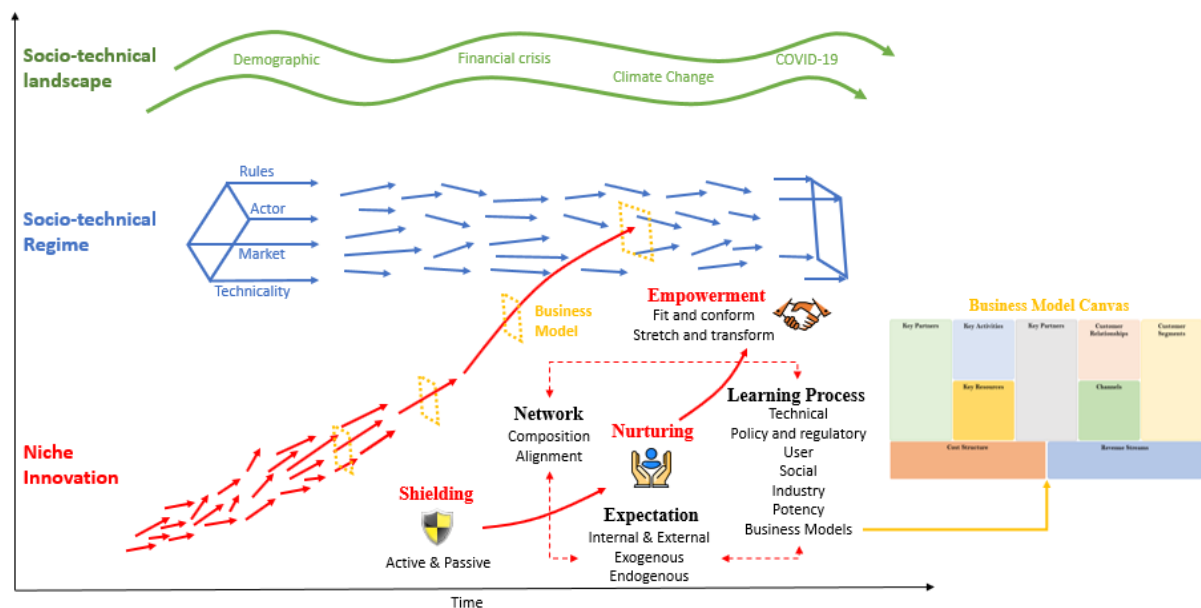 Socio-technical
landscape
Demographic
Financial crisis
Climate Change
COVID-19
Socio-technical
Regime
Rules
Actor
Market
Technicality
Business
Model
Niche
Innovation
Shielding
Active & Passive
Nurturing
Empowerment
Fit and conform
Stretch and transform
Network
Composition
Alignment
Expectation
Internal & External
Exogenous
Endogenous
Learning Process
Technical
Policy and regulatory
User
Social
Industry
Potency
Business Models
Business Model Canvas
Key Partners
Key Activities
Key Partners
Customer
Relationships
Customer
Segments
Key Resources
Channels
Cost Structure
Revenue Streams
Time